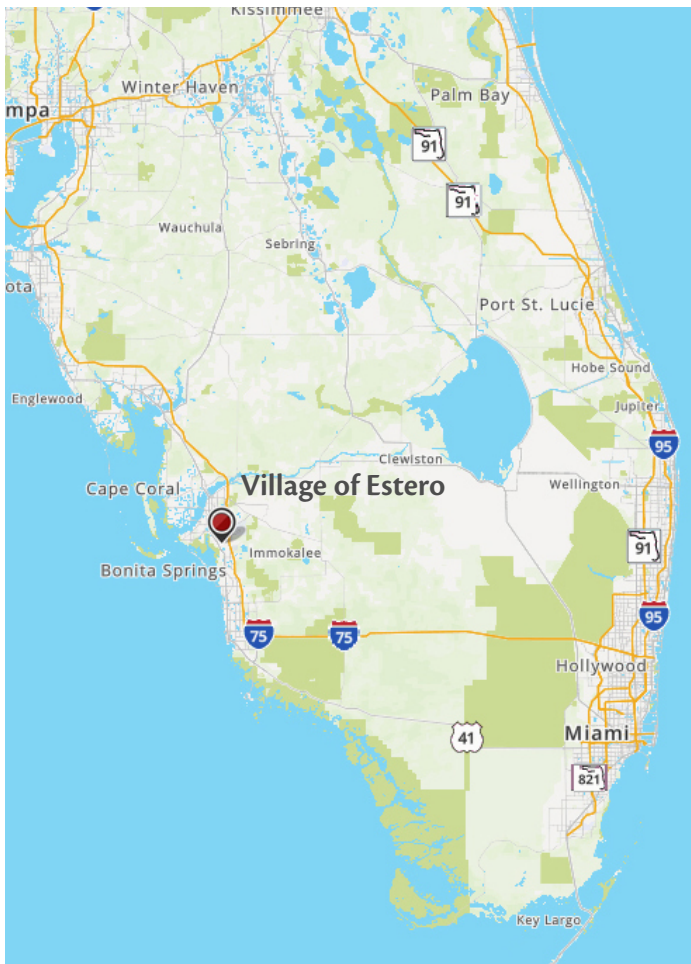 Kissimmee
Winter Haven
Palm Bay
mpa
91
91
Wauchula
Sebring
ota
Port St. Lucie
Hobe Sound
Englewood
Jupiter
95
Clewiston
Cape Coral
Village of Estero
Wellington
91
Immokalee
Bonita Springs
95
75
75
Hollywood
Miami
41
821
Key Largo